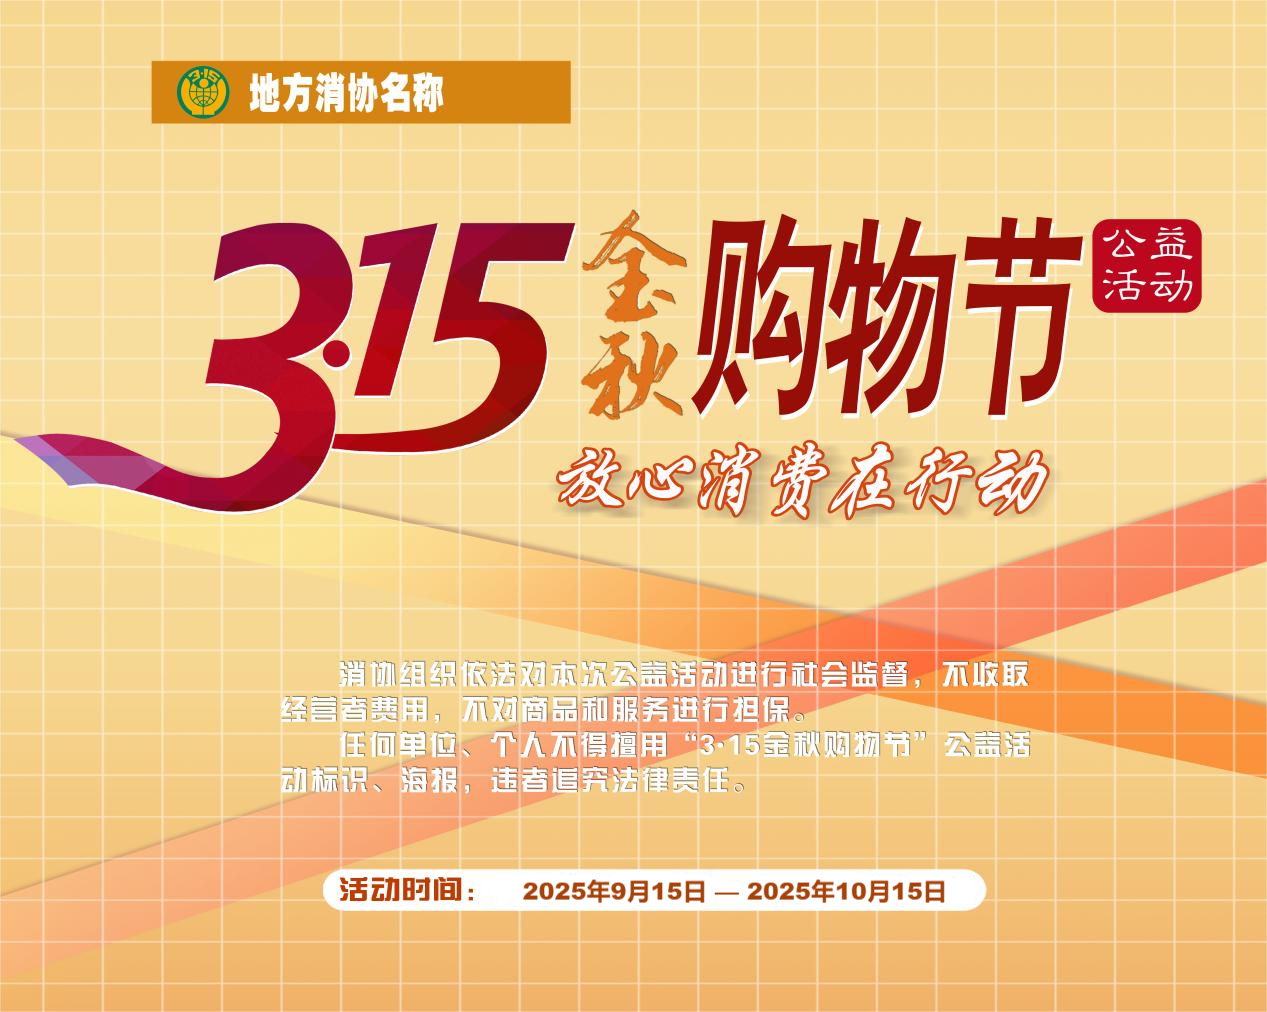 3·15
地方消协名称
3·15
金秋
购物节
公益
活动
放心消费在行动
消协组织依法对本次公益活动进行社会监督，不收取
经营者费用，不对商品和服务进行担保。
任何单位、个人不得擅用“3·15金秋购物节”公益活
动标识、海报，违者追究法律责任。
活动时间： 2025年9月15日 — 2025年10月15日